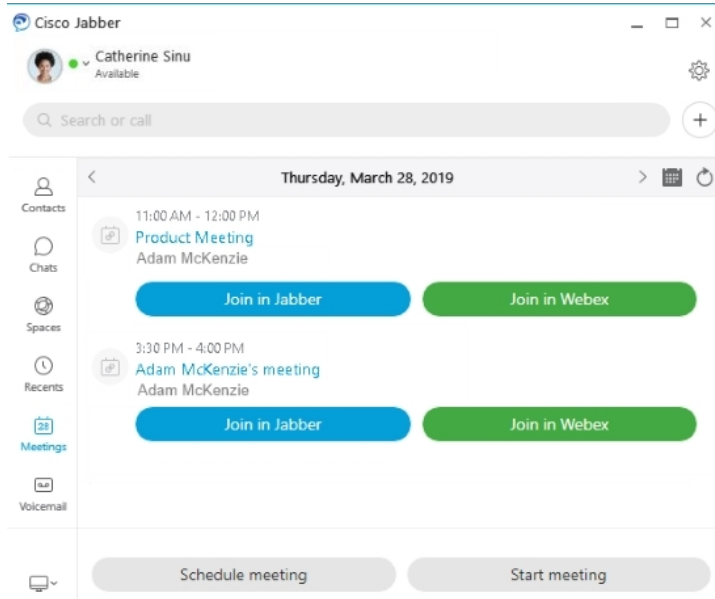 Cisco Jabber
Catherine Sinu
Available
Search or call
Thursday, March 28, 2019
Contacts
Chats
Spaces
Recents
28
Meetings
Voicemail
11:00 AM - 12:00 PM
Product Meeting
Adam McKenzie
Join in Jabber
Join in Webex
3:30 PM - 4:00 PM
Adam McKenzie's meeting
Adam McKenzie
Join in Jabber
Join in Webex
Schedule meeting
Start meeting